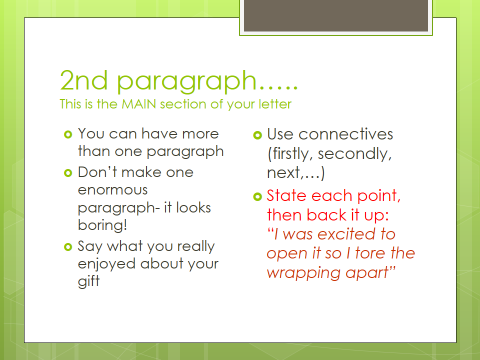 2nd paragraph…..
This is the MAIN section of your letter
You can have more
than one paragraph
Don’t make one
enormous
paragraph- it looks
boring!
Say what you really
enjoyed about your
gift
Use connectives
(firstly, secondly,
next,…)
State each point,
then back it up:
“I was excited to
open it so I tore the
wrapping apart”